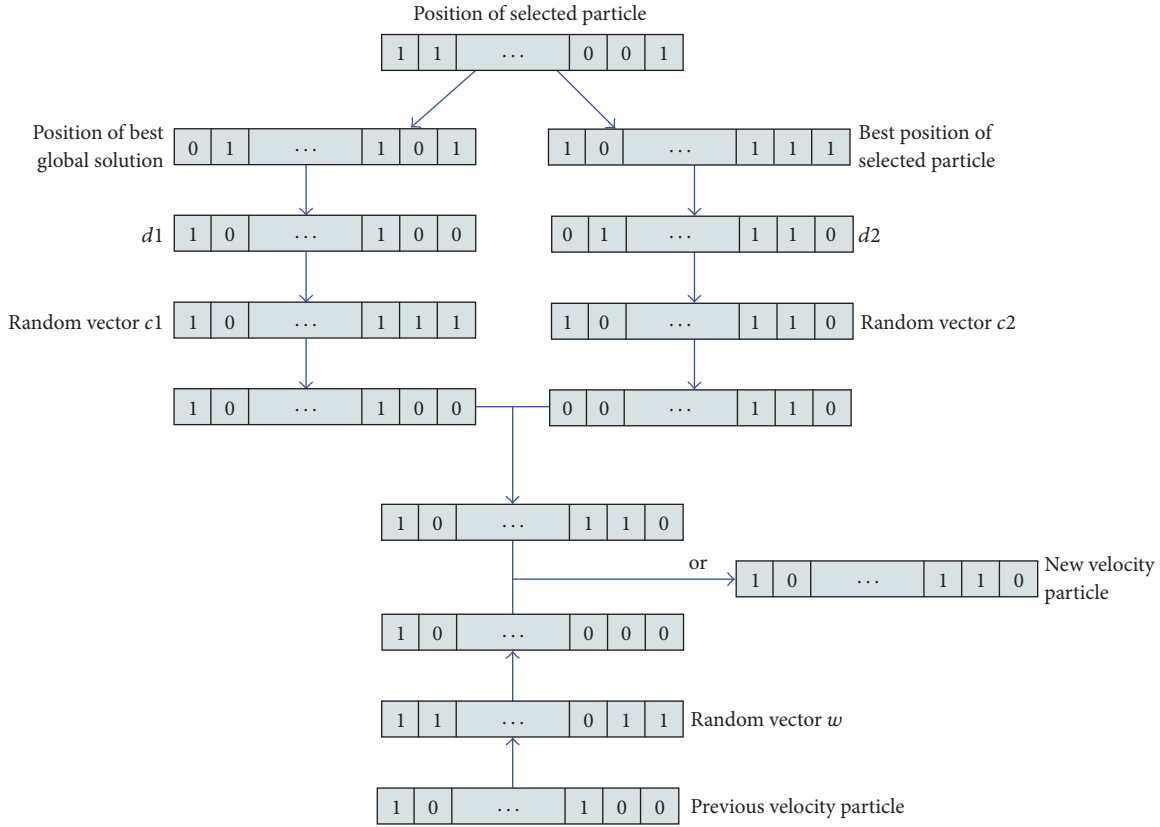 Position of selected particle
1 1 ... 0 0 1
Position of best
global solution
0 1 ... 1 0 1
1 0 ... 1 1 1
Best position of
selected particle
d1
1 0 ... 1 0 0
0 1 ... 1 1 0
d2
Random vector c1
1 0 ... 1 1 1
1 0 ... 1 1 0
Random vector c2
1 0 ... 1 0 0
0 0 ... 1 1 0
1 0 ... 1 1 0
or
1 0 ... 1 1 0
New velocity
particle
1 0 ... 0 0 0
1 1 ... 0 1 1
Random vector w
1 0 ... 1 0 0
Previous velocity particle